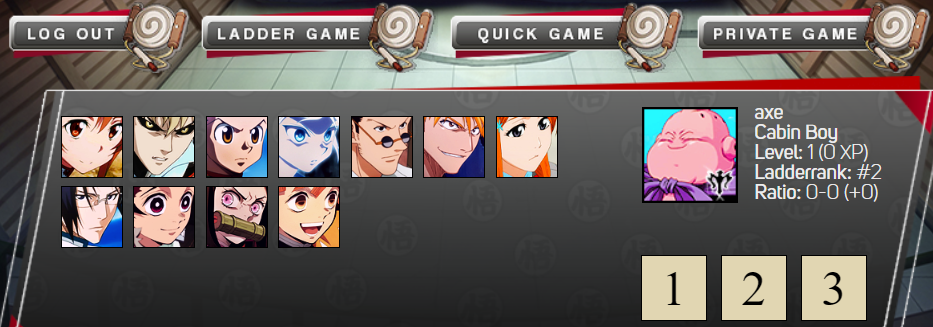 LOG OUT
LADDER GAME
QUICK GAME
PRIVATE GAME
axe
Cabin Boy
Level: 1 (0 XP)
Ladderrank: #2
Ratio: 0-0 (+0)
1 2 3